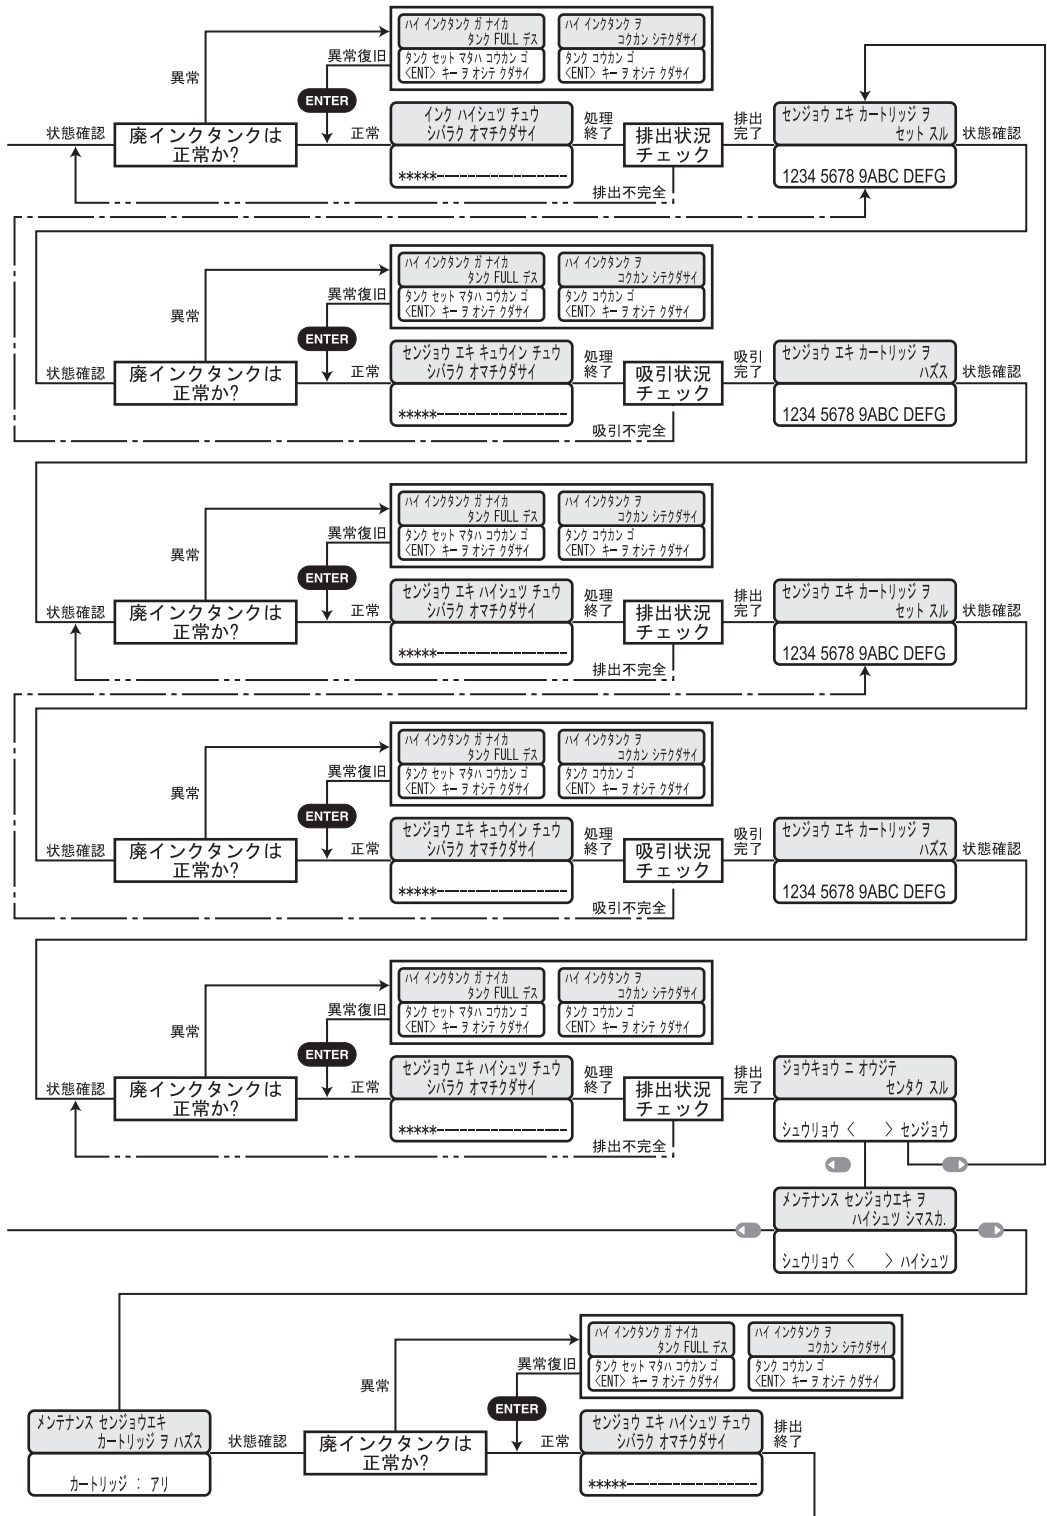 ハイ インクタンク ガ ナイカ
タンク FULL デス
タンク セット マタハ コウカン ゴ
<ENT> キー ヲ オシテ クダサイ
ハイ インクタンク ヲ
コウカン シテクダサイ
タンク コウカン ゴ
<ENT> キー ヲ オシテ クダサイ
異常
異常復旧
ENTER
状態確認
廃インクタンクは
正常か?
正常
インク ハイシュツ チュウ
シバラク オマチクダサイ
*****−−−−−−−−−−−
処理
終了
排出状況
チェック
排出
完了
センジョウ エキ カートリッジ ヲ
セット スル
1234 5678 9ABC DEFG
状態確認
排出不完全
ハイ インクタンク ガ ナイカ
タンク FULL デス
タンク セット マタハ コウカン ゴ
<ENT> キー ヲ オシテ クダサイ
ハイ インクタンク ヲ
コウカン シテクダサイ
タンク コウカン ゴ
<ENT> キー ヲ オシテ クダサイ
異常
異常復旧
ENTER
状態確認
廃インクタンクは
正常か?
正常
センジョウ エキ キュウイン チュウ
シバラク オマチクダサイ
*****−−−−−−−−−−−
処理
終了
吸引状況
チェック
吸引
完了
センジョウ エキ カートリッジ ヲ
ハズス
1234 5678 9ABC DEFG
状態確認
吸引不完全
ハイ インクタンク ガ ナイカ
タンク FULL デス
タンク セット マタハ コウカン ゴ
<ENT> キー ヲ オシテ クダサイ
ハイ インクタンク ヲ
コウカン シテクダサイ
タンク コウカン ゴ
<ENT> キー ヲ オシテ クダサイ
異常
異常復旧
ENTER
状態確認
廃インクタンクは
正常か?
正常
センジョウ エキ ハイシュツ チュウ
シバラク オマチクダサイ
*****−−−−−−−−−−−
処理
終了
排出状況
チェック
排出
完了
センジョウ エキ カートリッジ ヲ
セット スル
1234 5678 9ABC DEFG
状態確認
排出不完全
ハイ インクタンク ガ ナイカ
タンク FULL デス
タンク セット マタハ コウカン ゴ
<ENT> キー ヲ オシテ クダサイ
ハイ インクタンク ヲ
コウカン シテクダサイ
タンク コウカン ゴ
<ENT> キー ヲ オシテ クダサイ
異常
異常復旧
ENTER
状態確認
廃インクタンクは
正常か?
正常
センジョウ エキ キュウイン チュウ
シバラク オマチクダサイ
*****−−−−−−−−−−−
処理
終了
吸引状況
チェック
吸引
完了
センジョウ エキ カートリッジ ヲ
ハズス
1234 5678 9ABC DEFG
状態確認
吸引不完全
ハイ インクタンク ガ ナイカ
タンク FULL デス
タンク セット マタハ コウカン ゴ
<ENT> キー ヲ オシテ クダサイ
ハイ インクタンク ヲ
コウカン シテクダサイ
タンク コウカン ゴ
<ENT> キー ヲ オシテ クダサイ
異常
異常復旧
ENTER
状態確認
廃インクタンクは
正常か?
正常
センジョウ エキ ハイシュツ チュウ
シバラク オマチクダサイ
*****−−−−−−−−−−−
処理
終了
排出状況
チェック
排出
完了
ジョウキョウ ニ オウジテ
センタク スル
シュウリョウ < > センジョウ
排出不完全
メンテナンス センジョウエキ ヲ
ハイシュツ シマスカ.
シュウリョウ < > ハイシュツ
ハイ インクタンク ガ ナイカ
タンク FULL デス
タンク セット マタハ コウカン ゴ
<ENT> キー ヲ オシテ クダサイ
ハイ インクタンク ヲ
コウカン シテクダサイ
タンク コウカン ゴ
<ENT> キー ヲ オシテ クダサイ
異常
異常復旧
ENTER
メンテナンス センジョウエキ
カートリッジ ヲ ハズス
カートリッジ : アリ
状態確認
廃インクタンクは
正常か?
正常
センジョウ エキ ハイシュツ チュウ
シバラク オマチクダサイ
*****−−−−−−−−−−−
排出
終了